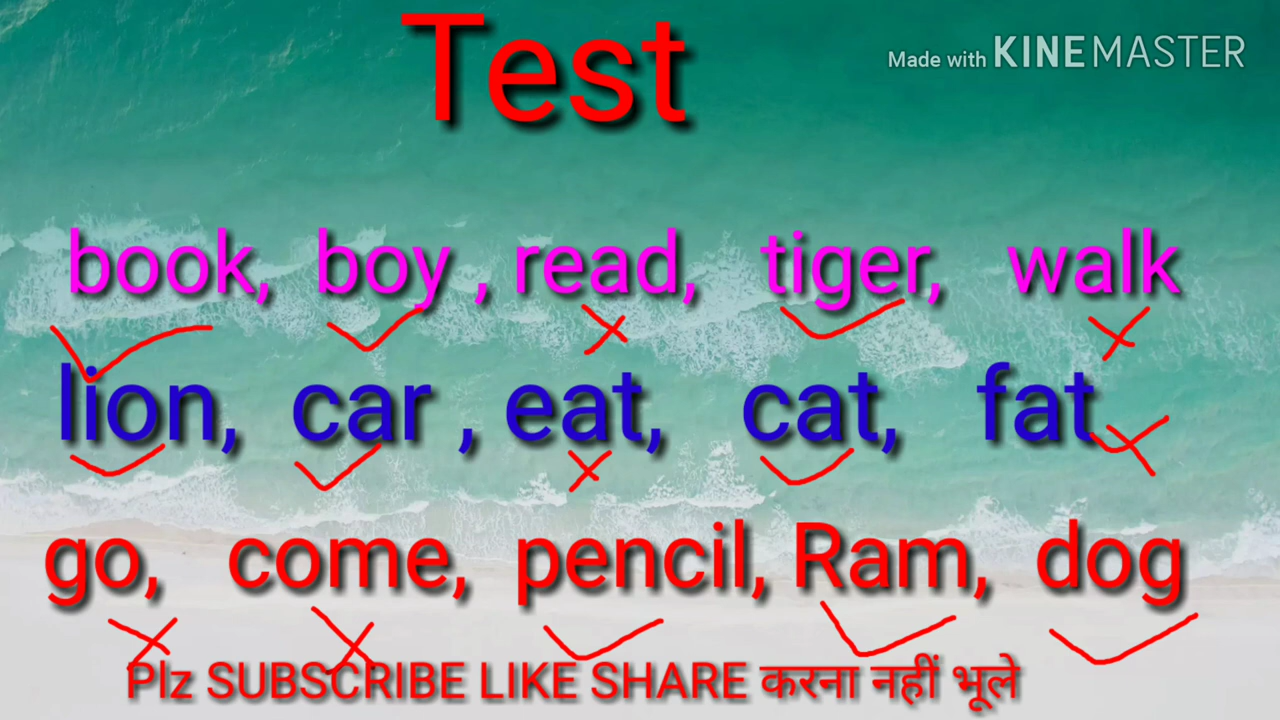 Test
Made with KINEMASTER
book, boy , read, tiger, walk
lion, car , eat, cat, fat
go, come, pencil, Ram, dog
Plz SUBSCRIBE LIKE SHARE करना नहीं भूले